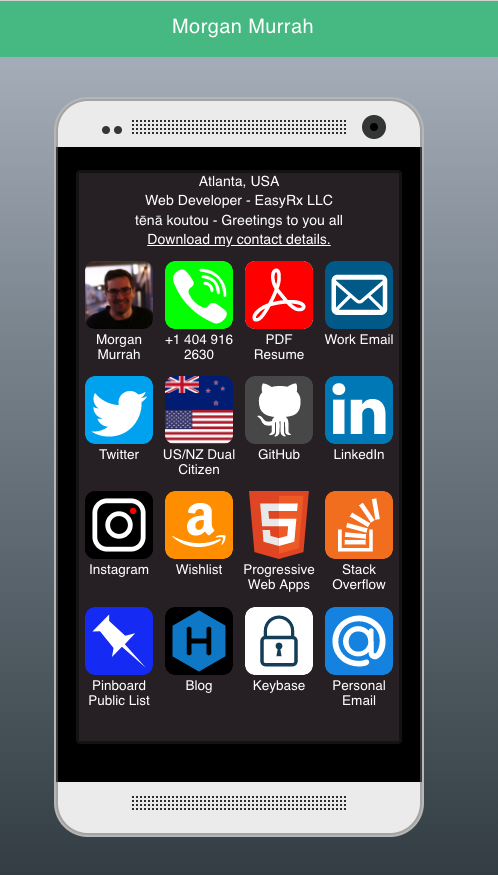 Morgan Murrah
Atlanta, USA
Web Developer - EasyRx LLC
tēnā koutou - Greetings to you all
Download my contact details.
Morgan
Murrah
+1 404 916
2630
PDF
Resume
Work Email
Twitter
US/NZ Dual
Citizen
GitHub
in
LinkedIn
Instagram
a
Wishlist
5
Progressive
Web Apps
Stack
Overflow
Pinboard
Public List
H
Blog
Keybase
@
Personal
Email